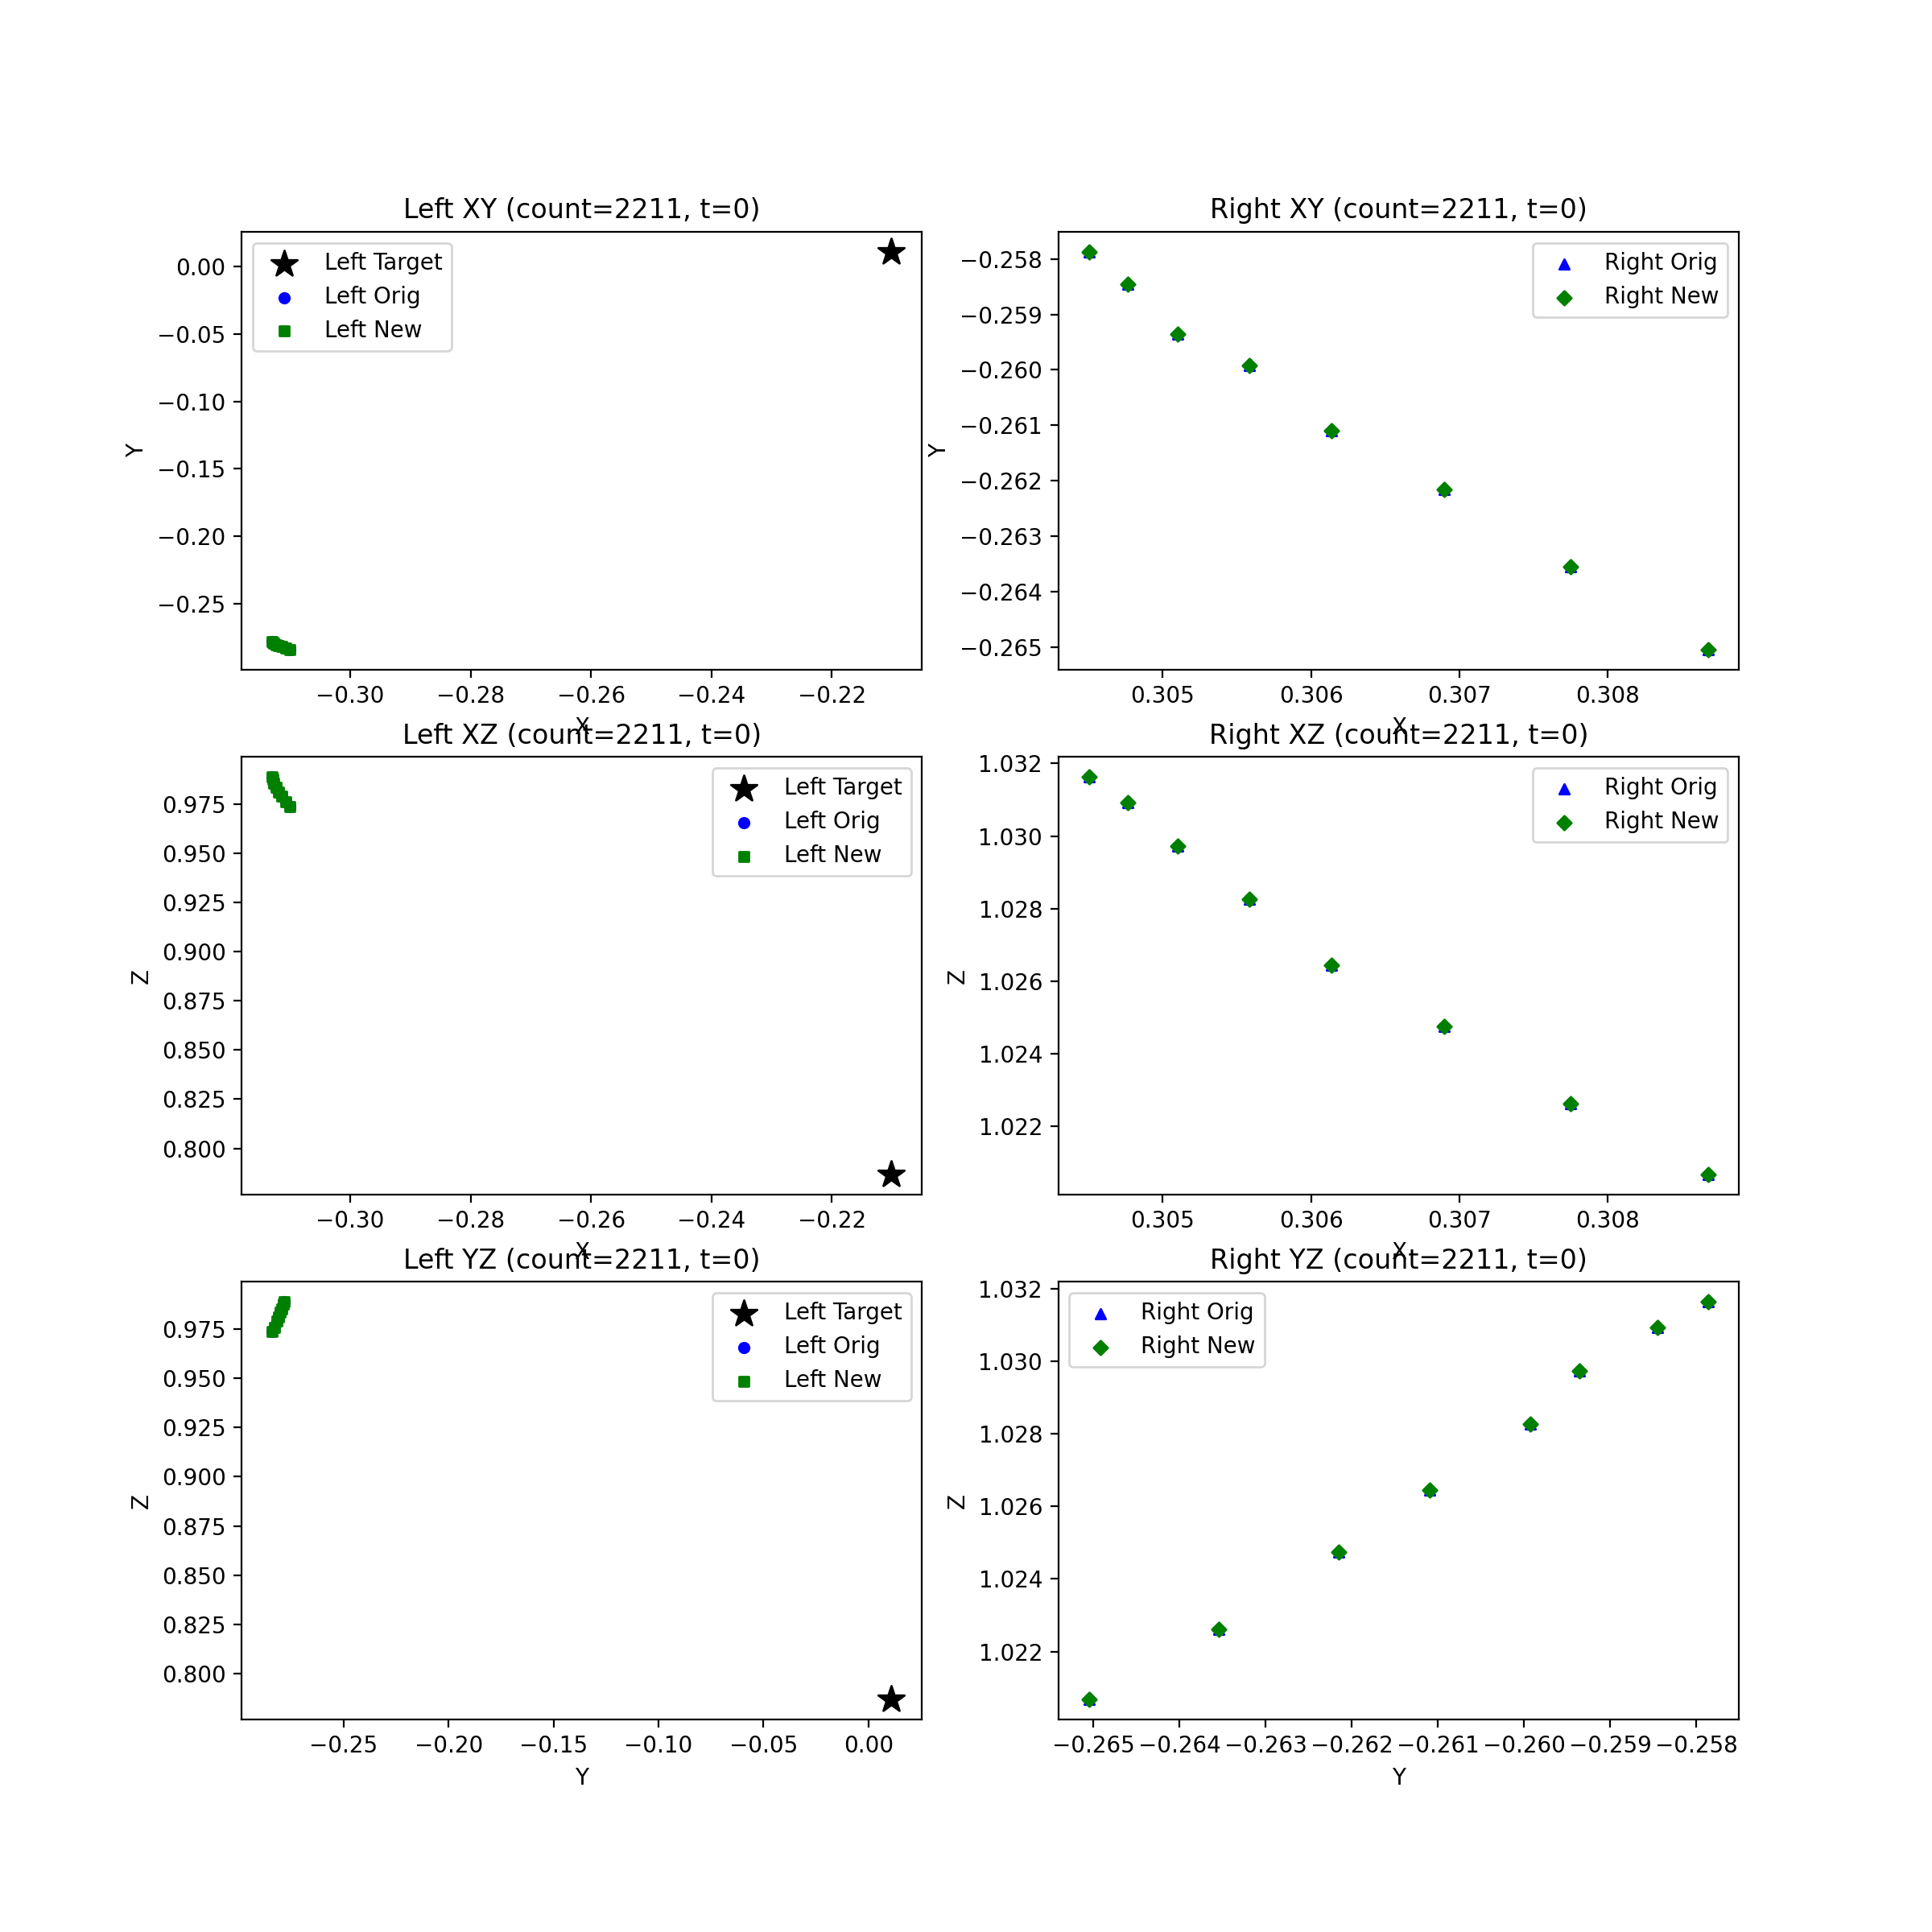 Left XY (count=2211, t=0)
0.00
−0.05
−0.10
−0.15
−0.20
−0.25
Y
Left Target
Left Orig
Left New
−0.30 −0.28 −0.26 −0.24 −0.22
X
Right XY (count=2211, t=0)
−0.258
−0.259
−0.260
−0.261
−0.262
−0.263
−0.264
−0.265
Y
Right Orig
Right New
0.305 0.306 0.307 0.308
X
Left XZ (count=2211, t=0)
0.975
0.950
0.925
0.900
0.875
0.850
0.825
0.800
Z
Left Target
Left Orig
Left New
−0.30 −0.28 −0.26 −0.24 −0.22
X
Right XZ (count=2211, t=0)
1.032
1.030
1.028
1.026
1.024
1.022
Z
Right Orig
Right New
0.305 0.306 0.307 0.308
X
Left YZ (count=2211, t=0)
0.975
0.950
0.925
0.900
0.875
0.850
0.825
0.800
Z
Left Target
Left Orig
Left New
−0.25 −0.20 −0.15 −0.10 −0.05 0.00
Y
Right YZ (count=2211, t=0)
1.032
1.030
1.028
1.026
1.024
1.022
Z
Right Orig
Right New
−0.265 −0.264 −0.263 −0.262 −0.261 −0.260 −0.259 −0.258
Y